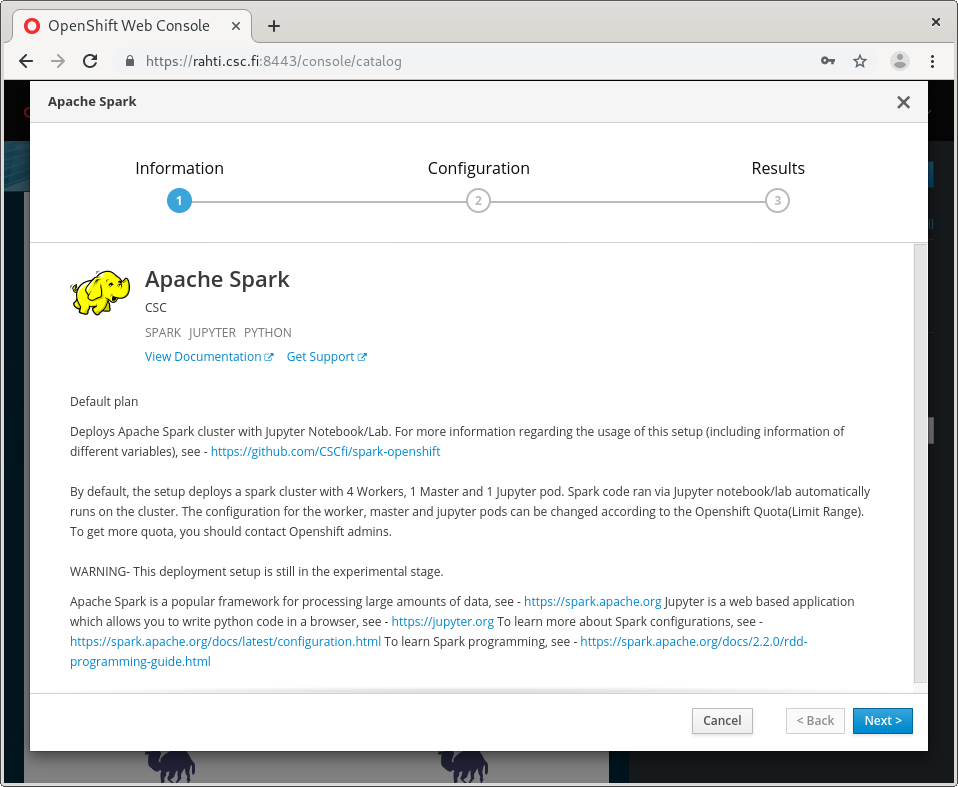 OpenShift Web Console
https://rahti.csc.fi:8443/console/catalog
Apache Spark
Information
Configuration
Results
1
2
3
Apache Spark
CSC
SPARK JUPYTER PYTHON
View Documentation Get Support
Default plan
Deploys Apache Spark cluster with Jupyter Notebook/Lab. For more information regarding the usage of this setup (including information of
different variables), see - https://github.com/CSCfi/spark-openshift
By default, the setup deploys a spark cluster with 4 Workers, 1 Master and 1 Jupyter pod. Spark code ran via Jupyter notebook/lab automatically
runs on the cluster. The configuration for the worker, master and jupyter pods can be changed according to the Openshift Quota(Limit Range).
To get more quota, you should contact Openshift admins.
WARNING- This deployment setup is still in the experimental stage.
Apache Spark is a popular framework for processing large amounts of data, see - https://spark.apache.org Jupyter is a web based application
which allows you to write python code in a browser, see - https://jupyter.org To learn more about Spark configurations, see -
https://spark.apache.org/docs/latest/configuration.html To learn Spark programming, see - https://spark.apache.org/docs/2.2.0/rdd-
programming-guide.html
Cancel
< Back
Next >